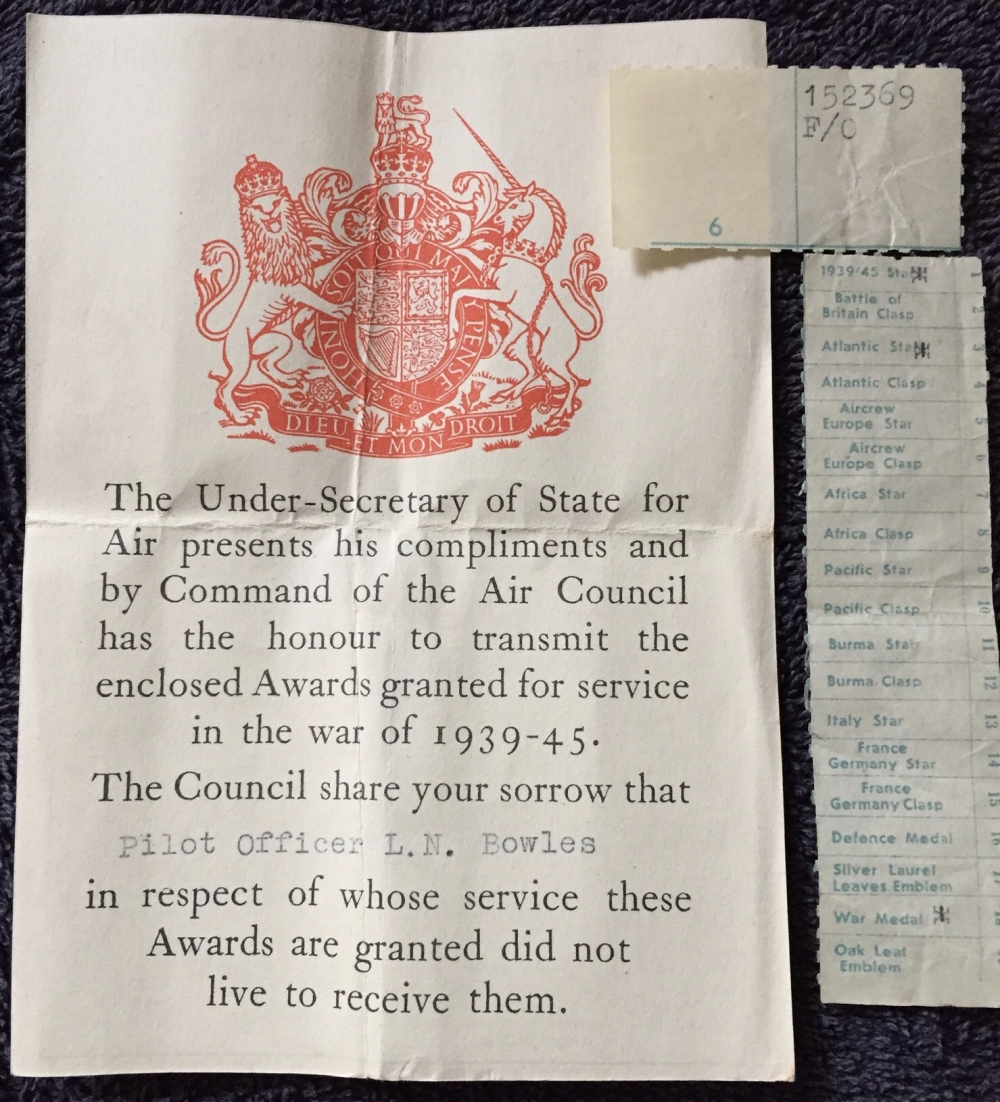 HONI SOIT QUI MAL Y PENSE
DIEU ET MON DROIT
The Under-Secretary of State for
Air presents his compliments and
by Command of the Air Council
has the honour to transmit the
enclosed Awards granted for service
in the war of 1939-45.
The Council share your sorrow that
Pilot Officer L.N. Bowles
in respect of whose service these
Awards are granted did not
live to receive them.
152369
F/O
6
1939/45 Star 1
Battle of
Britain Clasp 2
Atlantic Star 3
Atlantic Clasp 4
Aircrew
Europe Star 5
Aircrew
Europe Clasp 6
Africa Star 7
Africa Clasp 8
Pacific Star 9
Pacific Clasp 10
Burma Star 11
Burma Clasp 12
Italy Star 13
France
Germany Star 14
France
Germany Clasp 15
Defence Medal 16
Silver Laurel
Leaves Emblem
War Medal
Oak Leaf
Emblem